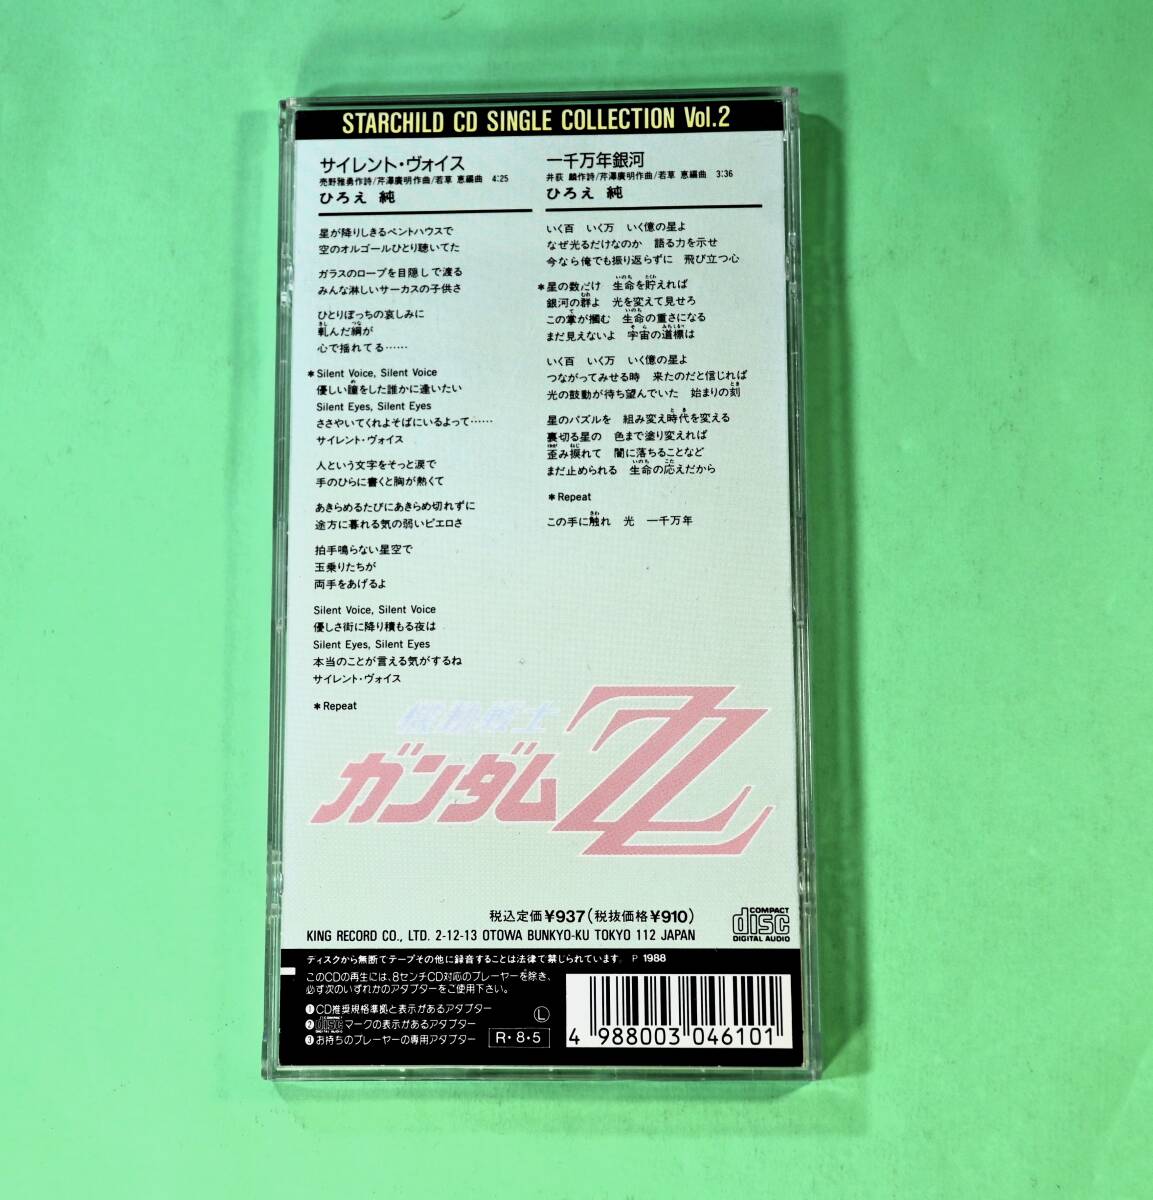 STARCHILD CD SINGLE COLLECTION Vol.2
サイレント・ヴォイス
売野雅勇作詩/芹澤廣明作曲/若草 恵編曲 4:25
ひろえ 純
星が降りしきるペントハウスで
空のオルゴールひとり聴いてた
ガラスのロープを目隠しで渡る
みんな淋しいサーカスの子供さ
ひとりぼっちの哀しみに
軋んだ綱が
心で揺れてる……
＊Silent Voice, Silent Voice
優しい瞳をした誰かに逢いたい
Silent Eyes, Silent Eyes
ささやいてくれよそばにいるよって……
サイレント・ヴォイス
人という文字をそっと涙で
手のひらに書くと胸が熱くて
あきらめるたびにあきらめ切れずに
途方に暮れる気の弱いピエロさ
拍手鳴らない星空で
玉乗りたちが
両手をあげるよ
Silent Voice, Silent Voice
優しさ街に降り積もる夜は
Silent Eyes, Silent Eyes
本当のことが言える気がするね
サイレント・ヴォイス
＊Repeat
一千万年銀河
井荻 麟作詩/芹澤廣明作曲/若草 恵編曲 3:36
ひろえ 純
いく百 いく万 いく億の星よ
なぜ光るだけなのか 語る力を示せ
今なら俺でも振り返らずに 飛び立つ心
＊星の数だけ 生命を貯えれば
銀河の群よ 光を変えて見せろ
この掌が摑む 生命の重さになる
まだ見えないよ 宇宙の道標は
いく百 いく万 いく億の星よ
つながってみせる時 来たのだと信じれば
光の鼓動が待ち望んでいた 始まりの刻
星のパズルを 組み変え時代を変える
裏切る星の 色まで塗り変えれば
歪み捩れて 闇に落ちることなど
まだ止められる 生命の応えだから
＊Repeat
この手に触れ 光 一千万年
機動戦士
ガンダムZZ
税込定価¥937(税抜価格¥910)
KING RECORD CO., LTD. 2-12-13 OTOWA BUNKYO-KU TOKYO 112 JAPAN
COMPACT
disc
DIGITAL AUDIO
ディスクから無断でテープその他に録音することは法律で禁じられています。 P 1988
このCDの再生には、8センチCD対応のプレーヤーを除き、
必ず次のいずれかのアダプターをご使用下さい。
❶CD推奨規格準拠と表示があるアダプター
❷disc マークの表示があるアダプター
❸お持ちのプレーヤーの専用アダプター
Ⓛ
R・8・5
4 988003 046101